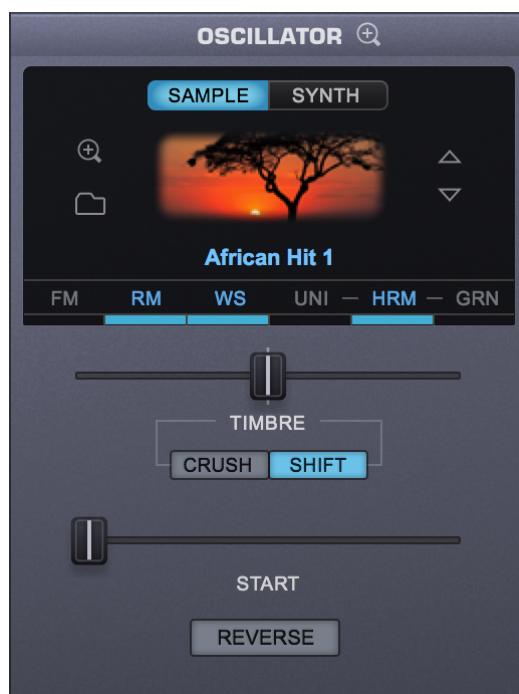 OSCILLATOR
SAMPLE SYNTH
African Hit 1
FM RM WS UNI — HRM — GRN
TIMBRE
CRUSH SHIFT
START
REVERSE